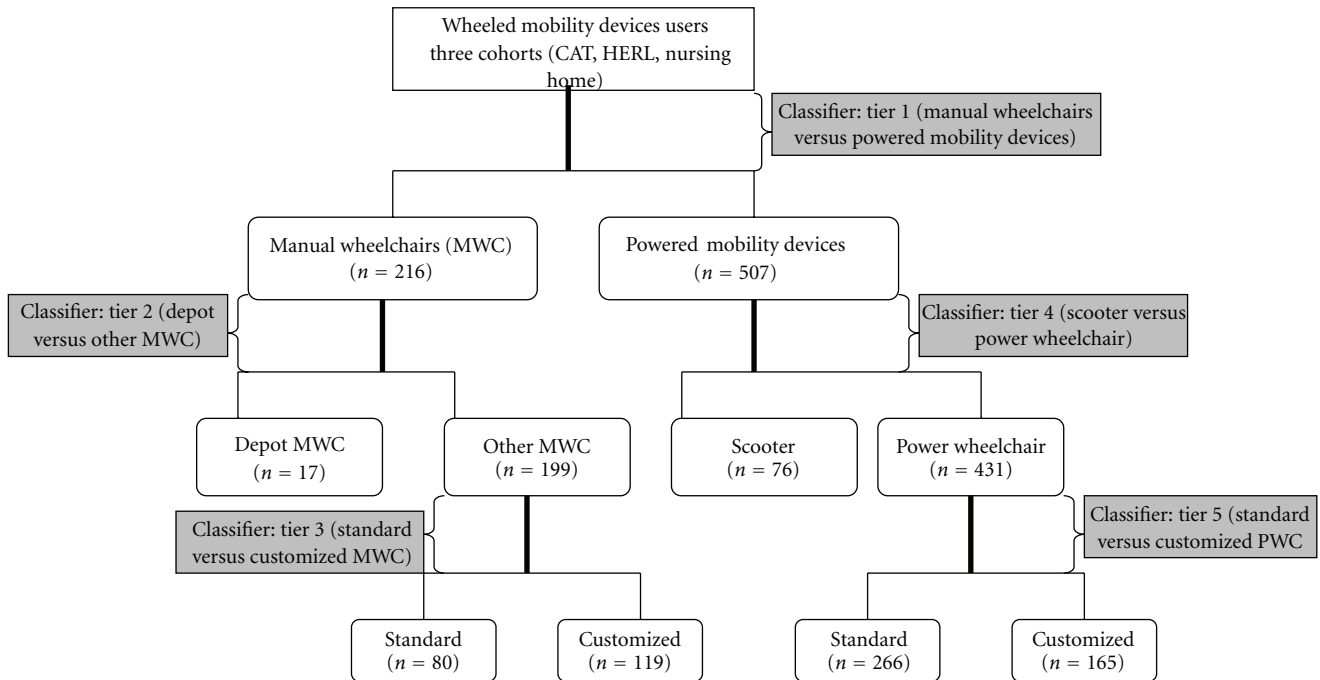 Wheeled mobility devices users
three cohorts (CAT, HERL, nursing
home)
Classifier: tier 1 (manual wheelchairs
versus powered mobility devices)
Manual wheelchairs (MWC)
(n = 216)
Powered mobility devices
(n = 507)
Classifier: tier 2 (depot
versus other MWC)
Classifier: tier 4 (scooter versus
power wheelchair)
Depot MWC
(n = 17)
Other MWC
(n = 199)
Scooter
(n = 76)
Power wheelchair
(n = 431)
Classifier: tier 3 (standard
versus customized MWC)
Classifier: tier 5 (standard
versus customized PWC
Standard
(n = 80)
Customized
(n = 119)
Standard
(n = 266)
Customized
(n = 165)